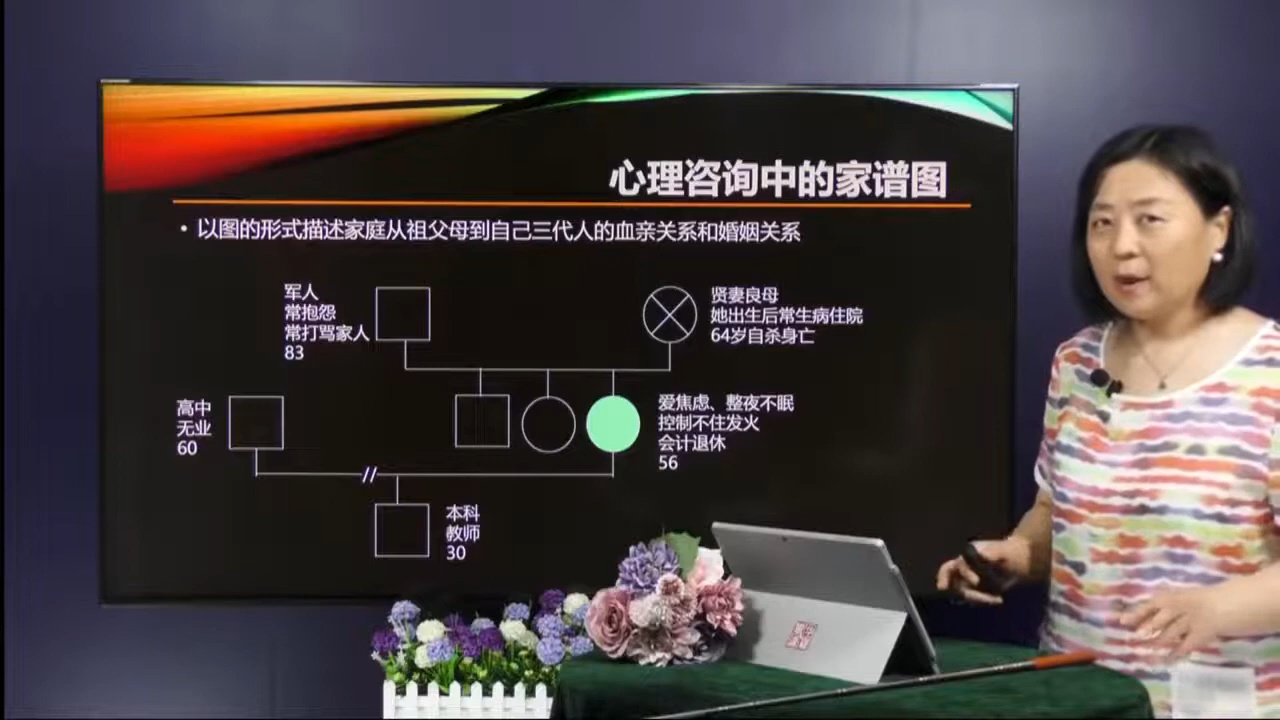 心理咨询中的家谱图
• 以图的形式描述家庭从祖父母到自己三代人的血亲关系和婚姻关系
军人
常抱怨
常打骂家人
83
贤妻良母
她出生后常生病住院
64岁自杀身亡
高中
无业
60
爱焦虑、整夜不眠
控制不住发火
会计退休
56
//
本科
教师
30